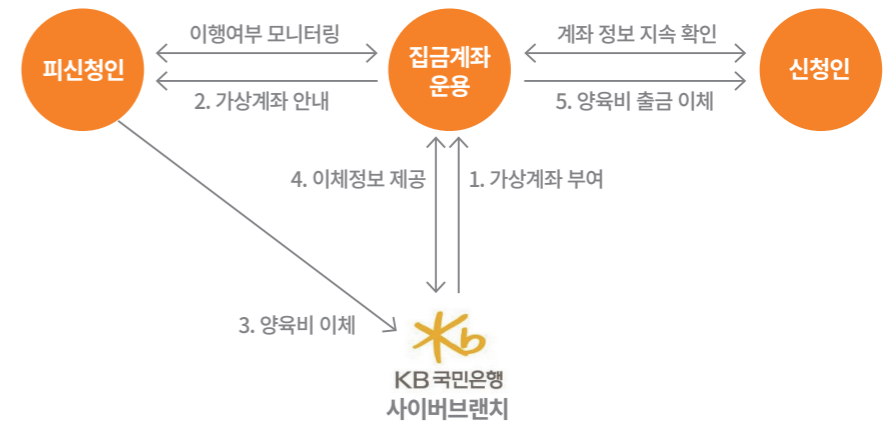 이행여부 모니터링
계좌 정보 지속 확인
피신청인
집금계좌
운용
신청인
2. 가상계좌 안내
5. 양육비 출금 이체
4. 이체정보 제공
1. 가상계좌 부여
3. 양육비 이체
KB국민은행
사이버브랜치